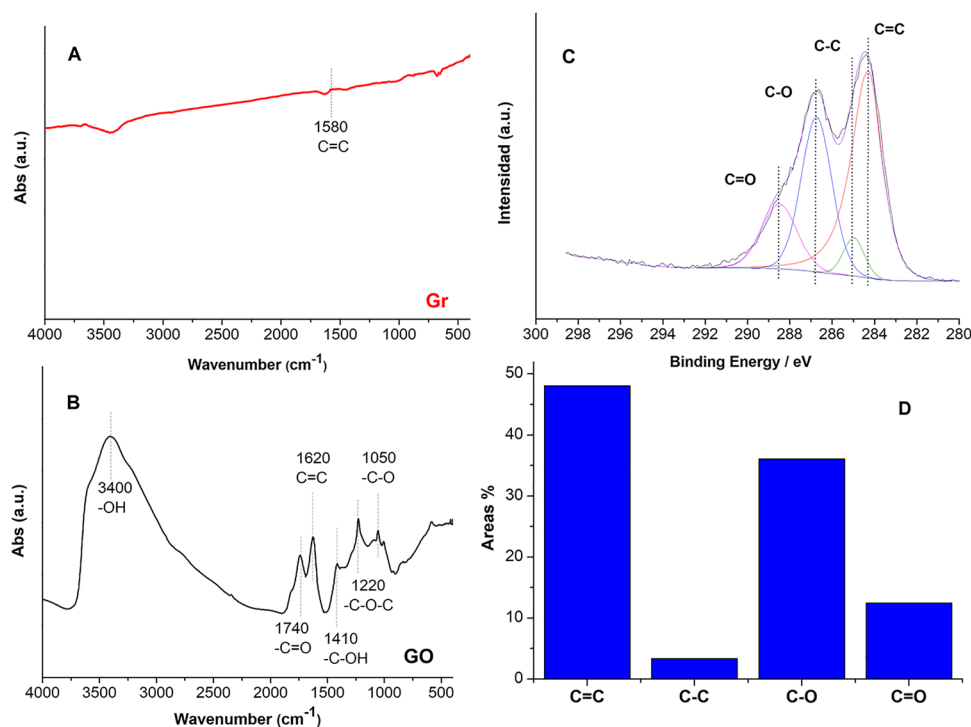 A
1580
C=C
Gr
Abs (a.u.)
4000 3500 3000 2500 2000 1500 1000 500
Wavenumber (cm-1)
B
3400
-OH
1740
-C=O
1620
C=C
1410
-C-OH
1220
-C-O-C
1050
-C-O
GO
Abs (a.u.)
4000 3500 3000 2500 2000 1500 1000 500
Wavenumber (cm-1)
C
C=O
C-O
C-C
C=C
Intensidad (a.u.)
300 298 296 294 292 290 288 286 284 282 280
Binding Energy / eV
D
Areas %
50
40
30
20
10
0
C=C C-C C-O C=O